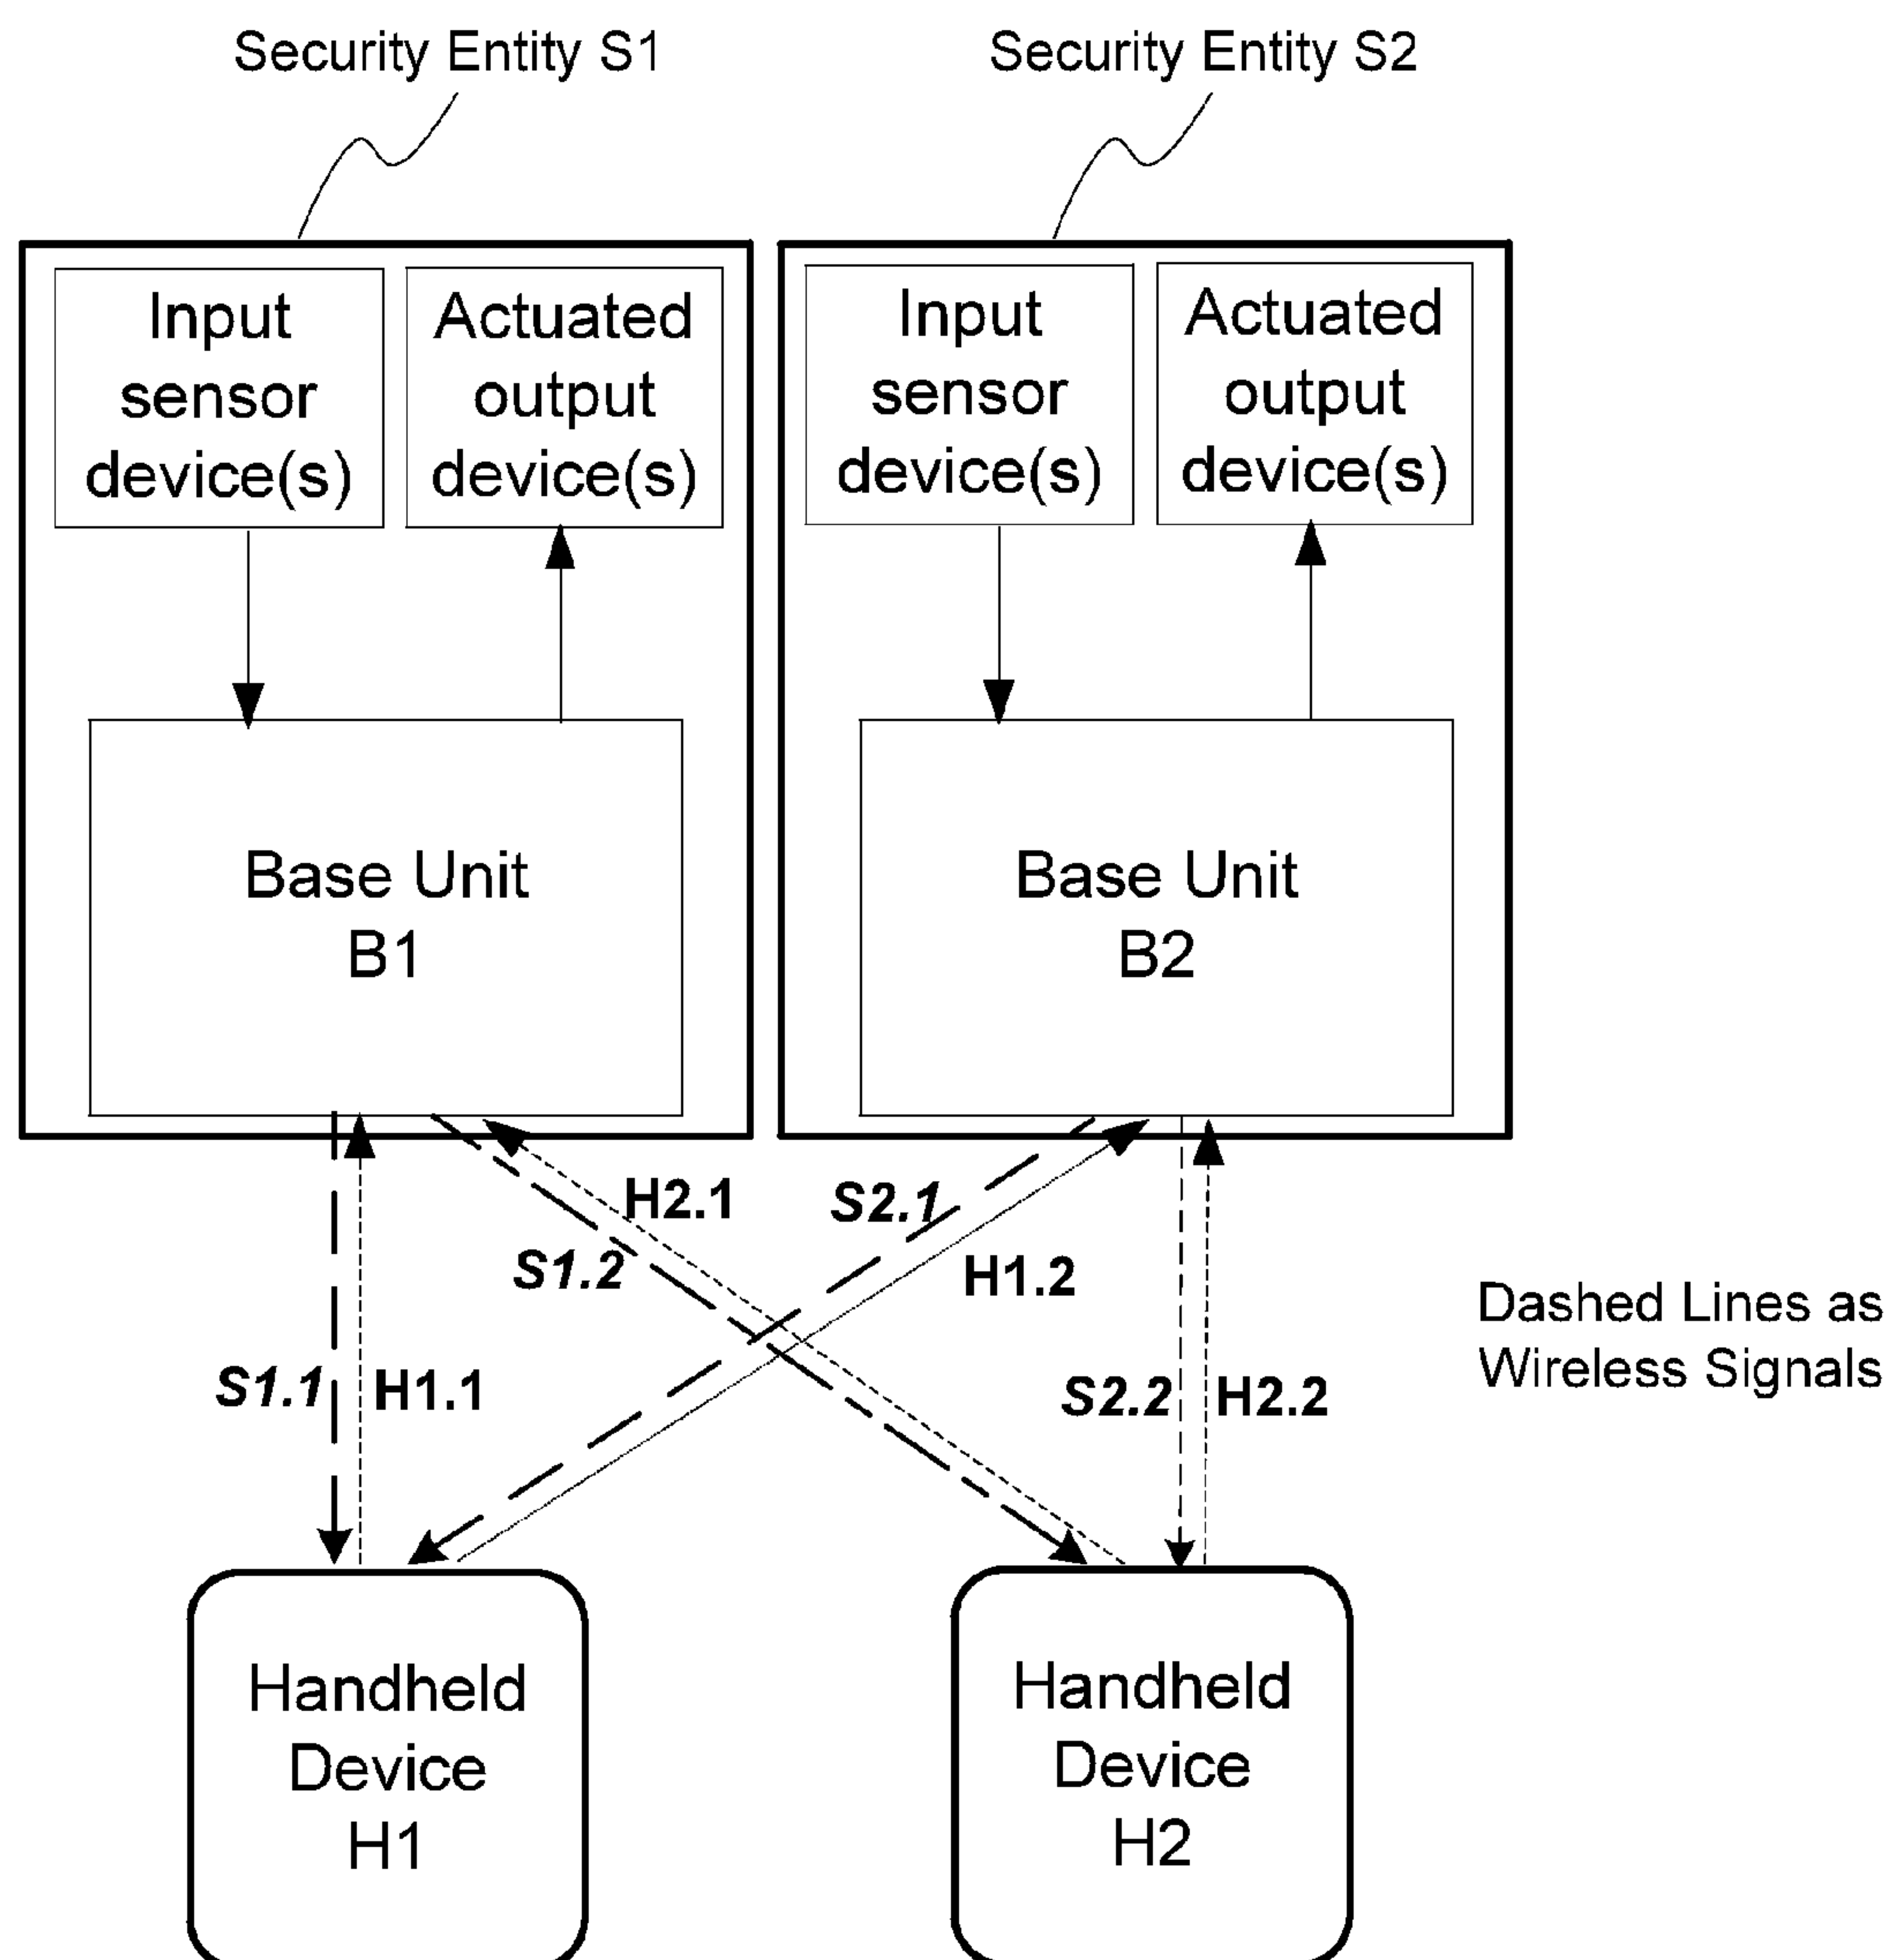 Security Entity S1
Security Entity S2
Input
sensor
device(s)
Actuated
output
device(s)
Input
sensor
device(s)
Actuated
output
device(s)
Base Unit
B1
Base Unit
B2
H2.1
S2.1
S1.2
H1.2
Dashed Lines as
Wireless Signals
S1.1
H1.1
S2.2
H2.2
Handheld
Device
H1
Handheld
Device
H2